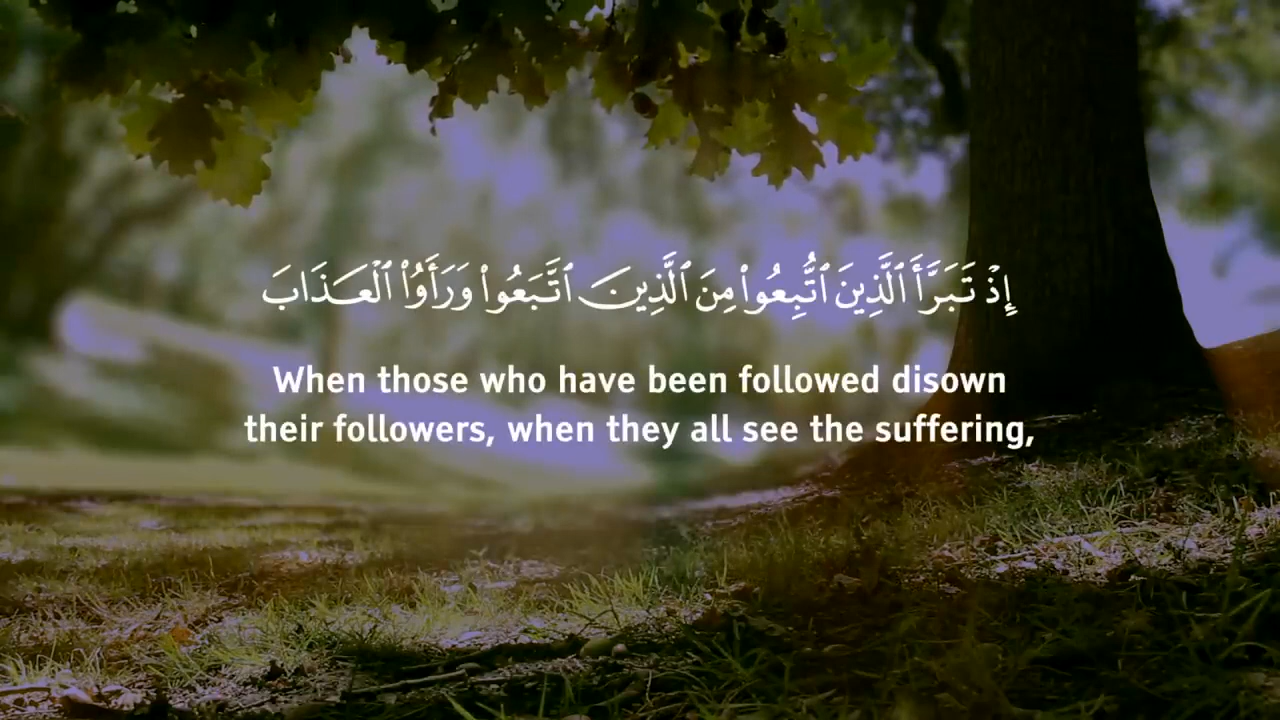 إِذْ تَبَرَّأَ ٱلَّذِينَ ٱتُّبِعُوا۟ مِنَ ٱلَّذِينَ ٱتَّبَعُوا۟ وَرَأَوُا۟ ٱلْعَذَابَ
When those who have been followed disown
their followers, when they all see the suffering,